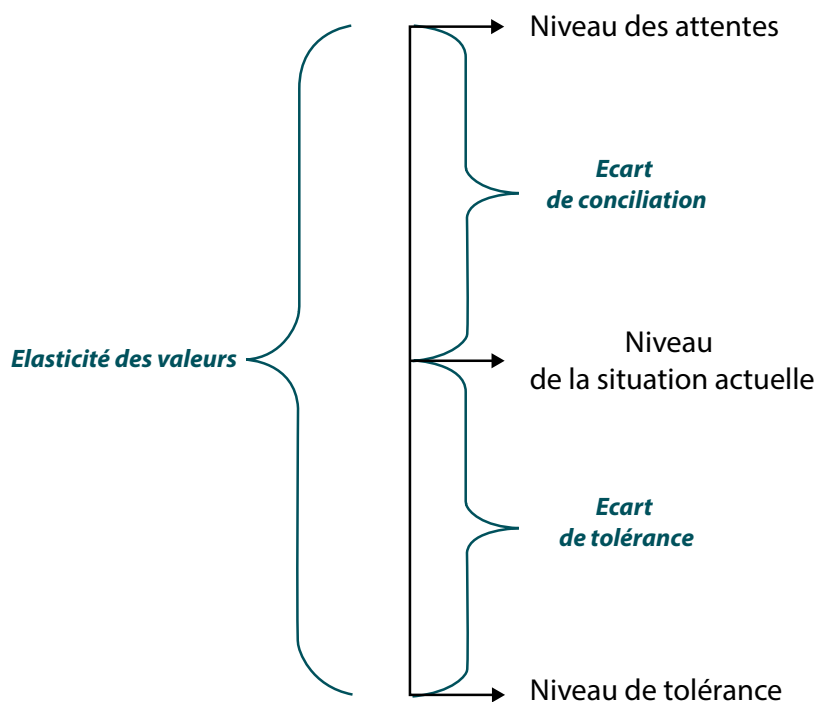 Niveau des attentes
Ecart
de conciliation
Elasticité des valeurs
Niveau
de la situation actuelle
Ecart
de tolérance
Niveau de tolérance